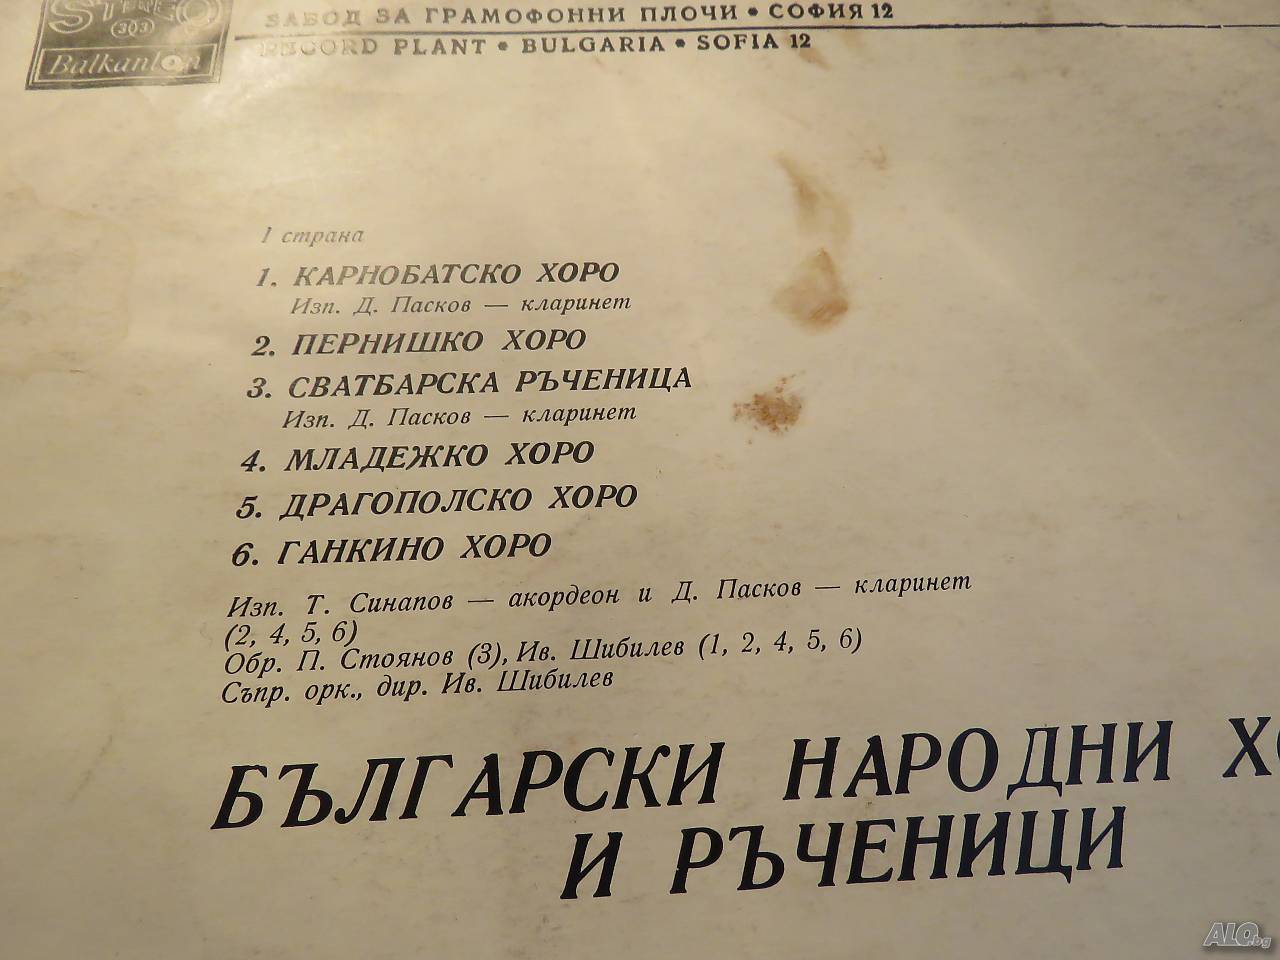 STEREO
(303)
Balkanton
ЗАВОД ЗА ГРАМОФОННИ ПЛОЧИ • СОФИЯ 12
RECORD PLANT • BULGARIA • SOFIA 12
I страна
1. КАРНОБАТСКО ХОРО
Изп. Д. Пасков — кларинет
2. ПЕРНИШКО ХОРО
3. СВАТБАРСКА РЪЧЕНИЦА
Изп. Д. Пасков — кларинет
4. МЛАДЕЖКО ХОРО
5. ДРАГОПОЛСКО ХОРО
6. ГАНКИНО ХОРО
Изп. Т. Синапов — акордеон и Д. Пасков — кларинет
(2, 4, 5, 6)
Обр. П. Стоянов (3), Ив. Шибилев (1, 2, 4, 5, 6)
Съпр. орк., дир. Ив. Шибилев
БЪЛГАРСКИ НАРОДНИ
И РЪЧЕНИЦИ
ALO.bg